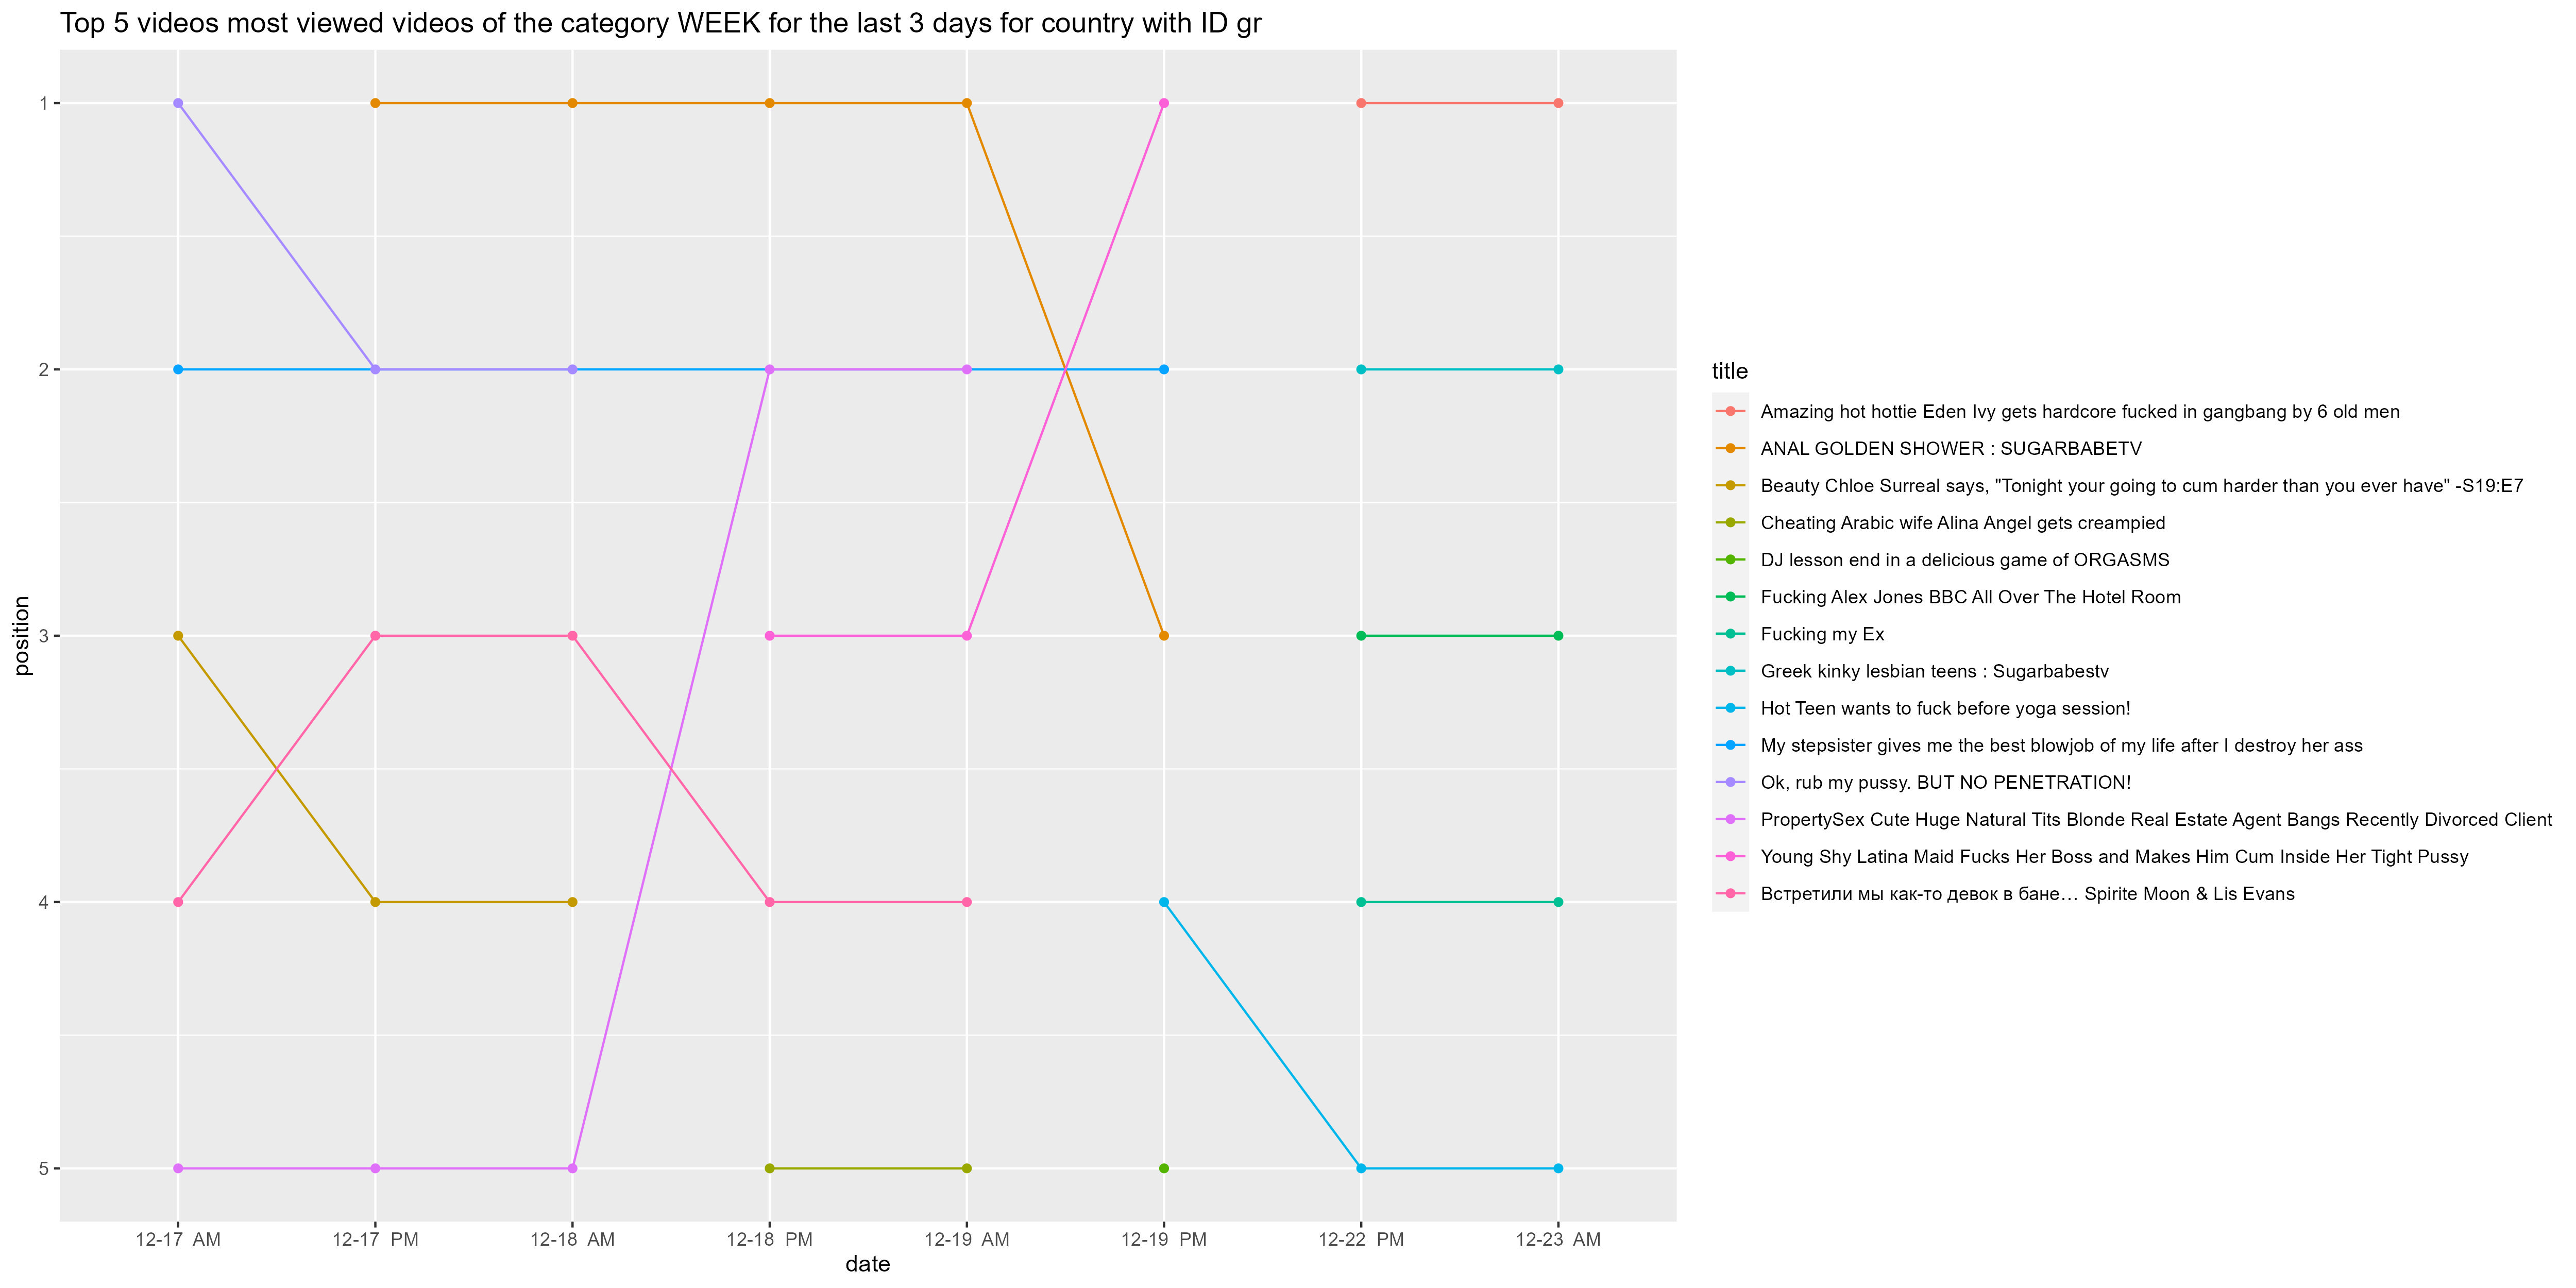 Top 5 videos most viewed videos of the category WEEK for the last 3 days for country with ID gr
1
2
3
4
5
position
12-17 AM
12-17 PM
12-18 AM
12-18 PM
12-19 AM
12-19 PM
12-22 PM
12-23 AM
date
title
Amazing hot hottie Eden Ivy gets hardcore fucked in gangbang by 6 old men
ANAL GOLDEN SHOWER : SUGARBABETV
Beauty Chloe Surreal says, "Tonight your going to cum harder than you ever have" -S19:E7
Cheating Arabic wife Alina Angel gets creampied
DJ lesson end in a delicious game of ORGASMS
Fucking Alex Jones BBC All Over The Hotel Room
Fucking my Ex
Greek kinky lesbian teens : Sugarbabestv
Hot Teen wants to fuck before yoga session!
My stepsister gives me the best blowjob of my life after I destroy her ass
Ok, rub my pussy. BUT NO PENETRATION!
PropertySex Cute Huge Natural Tits Blonde Real Estate Agent Bangs Recently Divorced Client
Young Shy Latina Maid Fucks Her Boss and Makes Him Cum Inside Her Tight Pussy
Встретили мы как-то девок в бане… Spirite Moon & Lis Evans